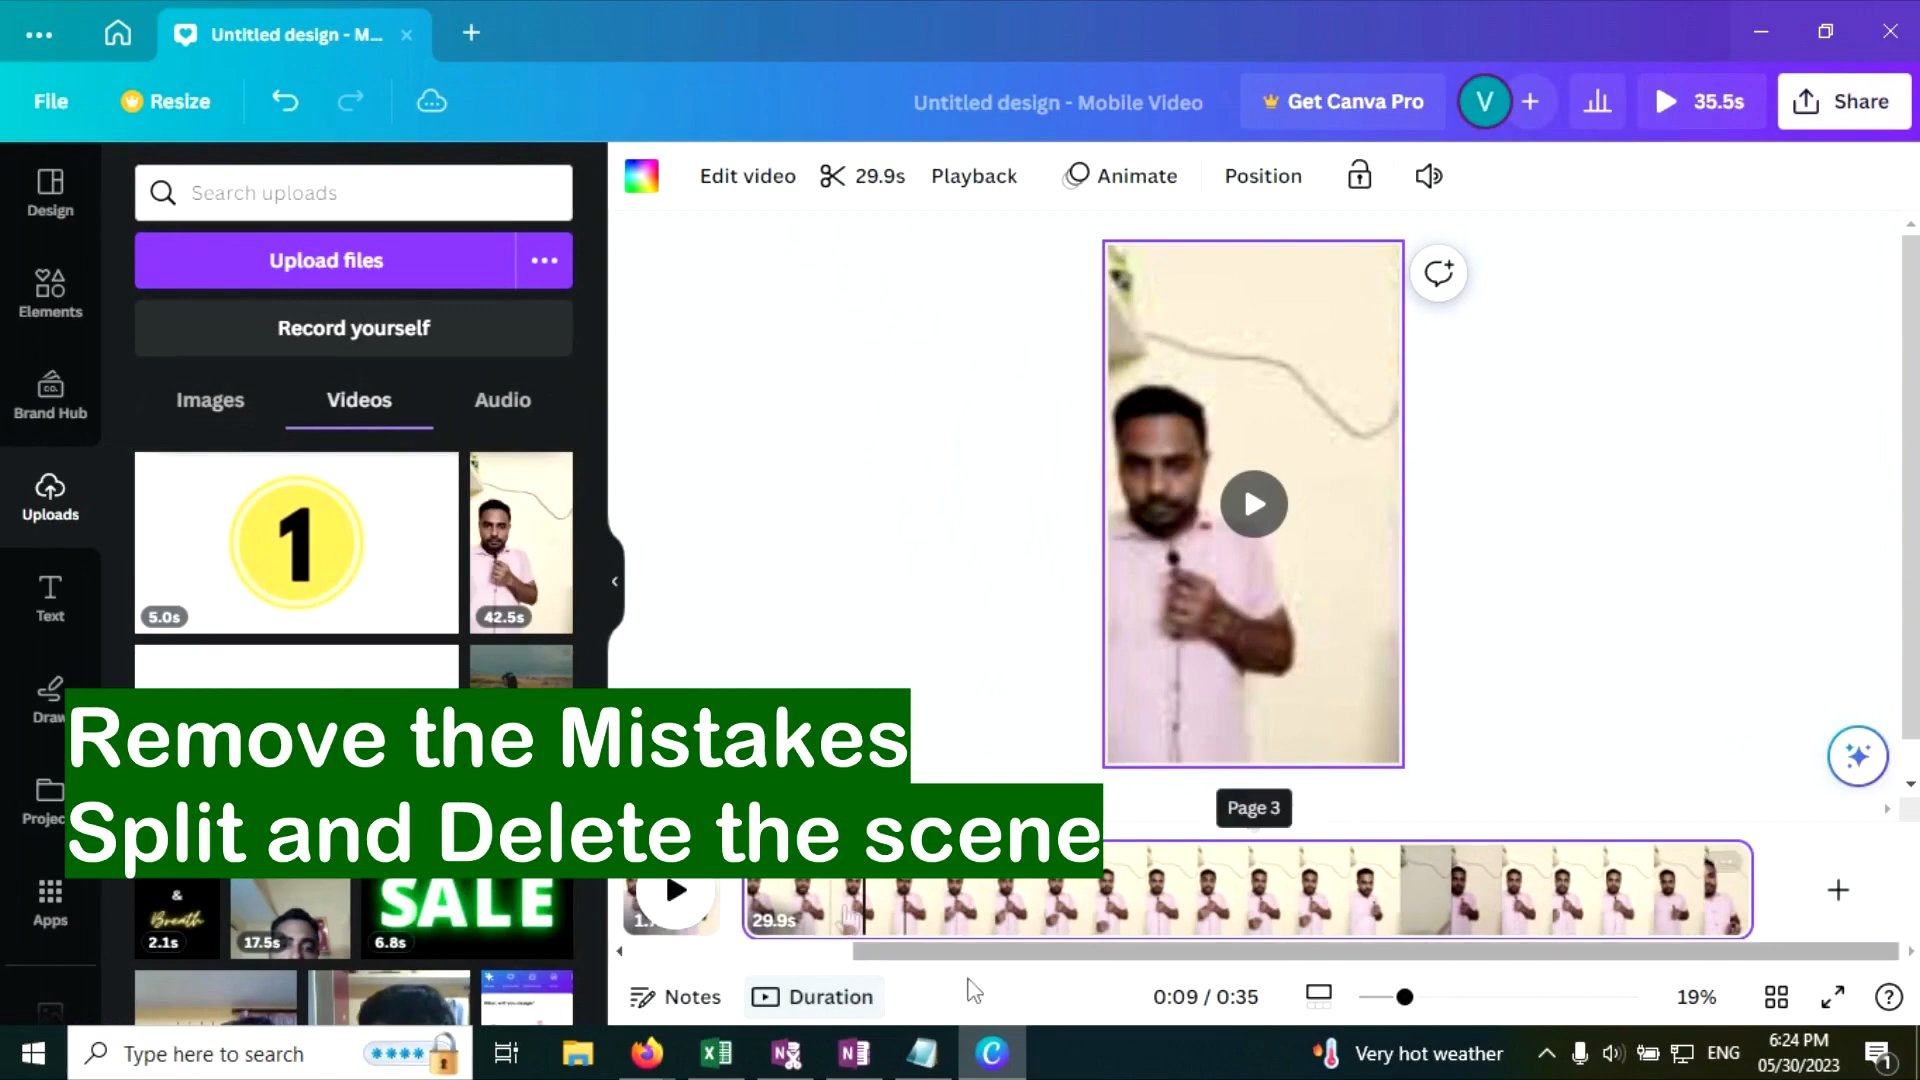 Untitled design - M...
File
Resize
Untitled design - Mobile Video
Get Canva Pro
V
35.5s
Share
Design
Elements
CO.
Brand Hub
Uploads
Text
Draw
Projec
Apps
Search uploads
Upload files
Record yourself
Images
Videos
Audio
1
5.0s
42.5s
Edit video
29.9s
Playback
Animate
Position
Remove the Mistakes
Split and Delete the scene
Page 3
&
Breath
2.1s
17.5s
SALE
6.8s
29.9s
Notes
Duration
0:09 / 0:35
19%
Type here to search
Very hot weather
ENG
6:24 PM
05/30/2023
1